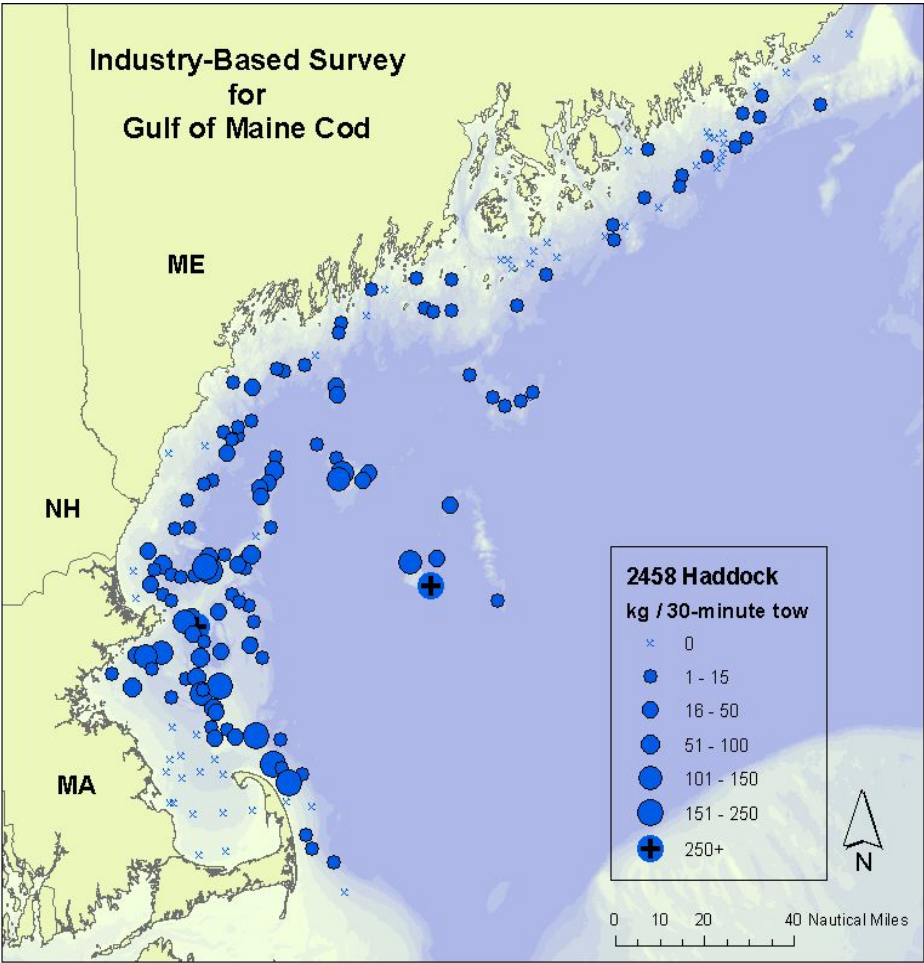 Industry-Based Survey
for
Gulf of Maine Cod
ME
NH
MA
2458 Haddock
kg / 30-minute tow
0
1 - 15
16 - 50
51 - 100
101 - 150
151 - 250
250+
N
0 10 20 40 Nautical Miles